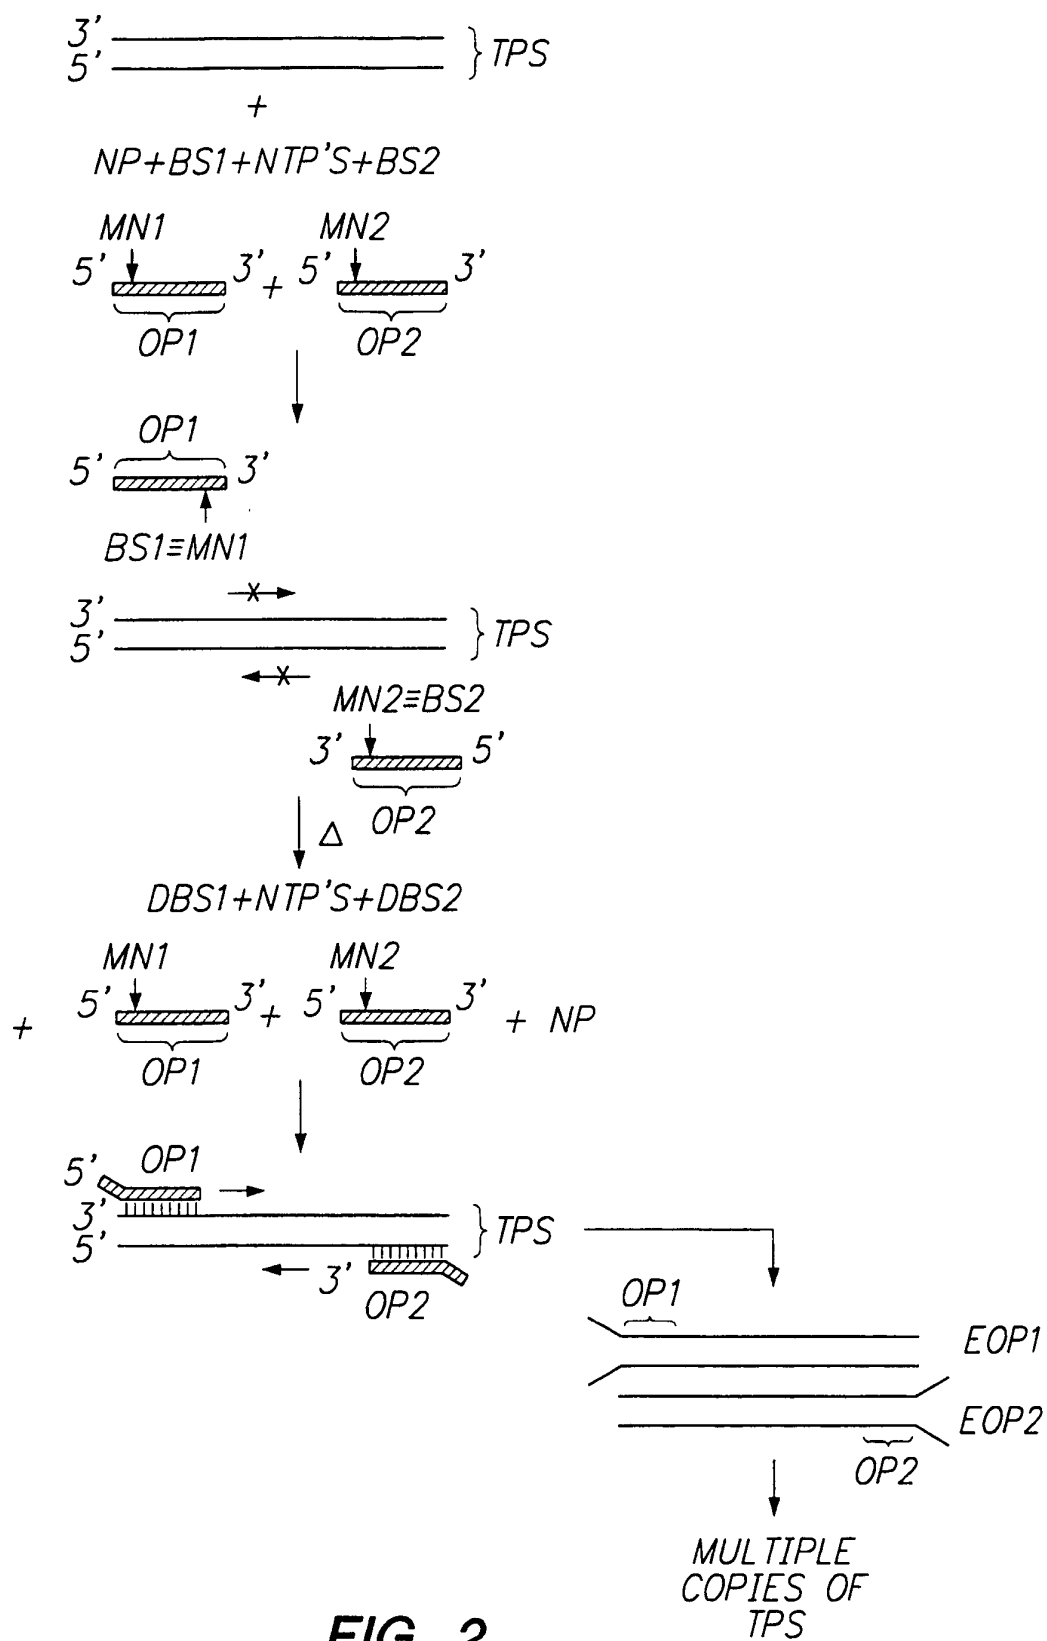 3'
5' } TPS
+
NP+BS1+NTP'S+BS2
MN1 MN2
5' 3' + 5' 3'
OP1 OP2
OP1
5' 3'
BS1≡MN1
X
3'
5' } TPS
X
MN2≡BS2
3' 5'
OP2
Δ
DBS1+NTP'S+DBS2
MN1 MN2
+ 5' 3' + 5' 3' + NP
OP1 OP2
5' OP1
3'
5' } TPS
3'
OP2
OP1
EOP1
EOP2
OP2
MULTIPLE
COPIES OF
TPS
FIG. 2